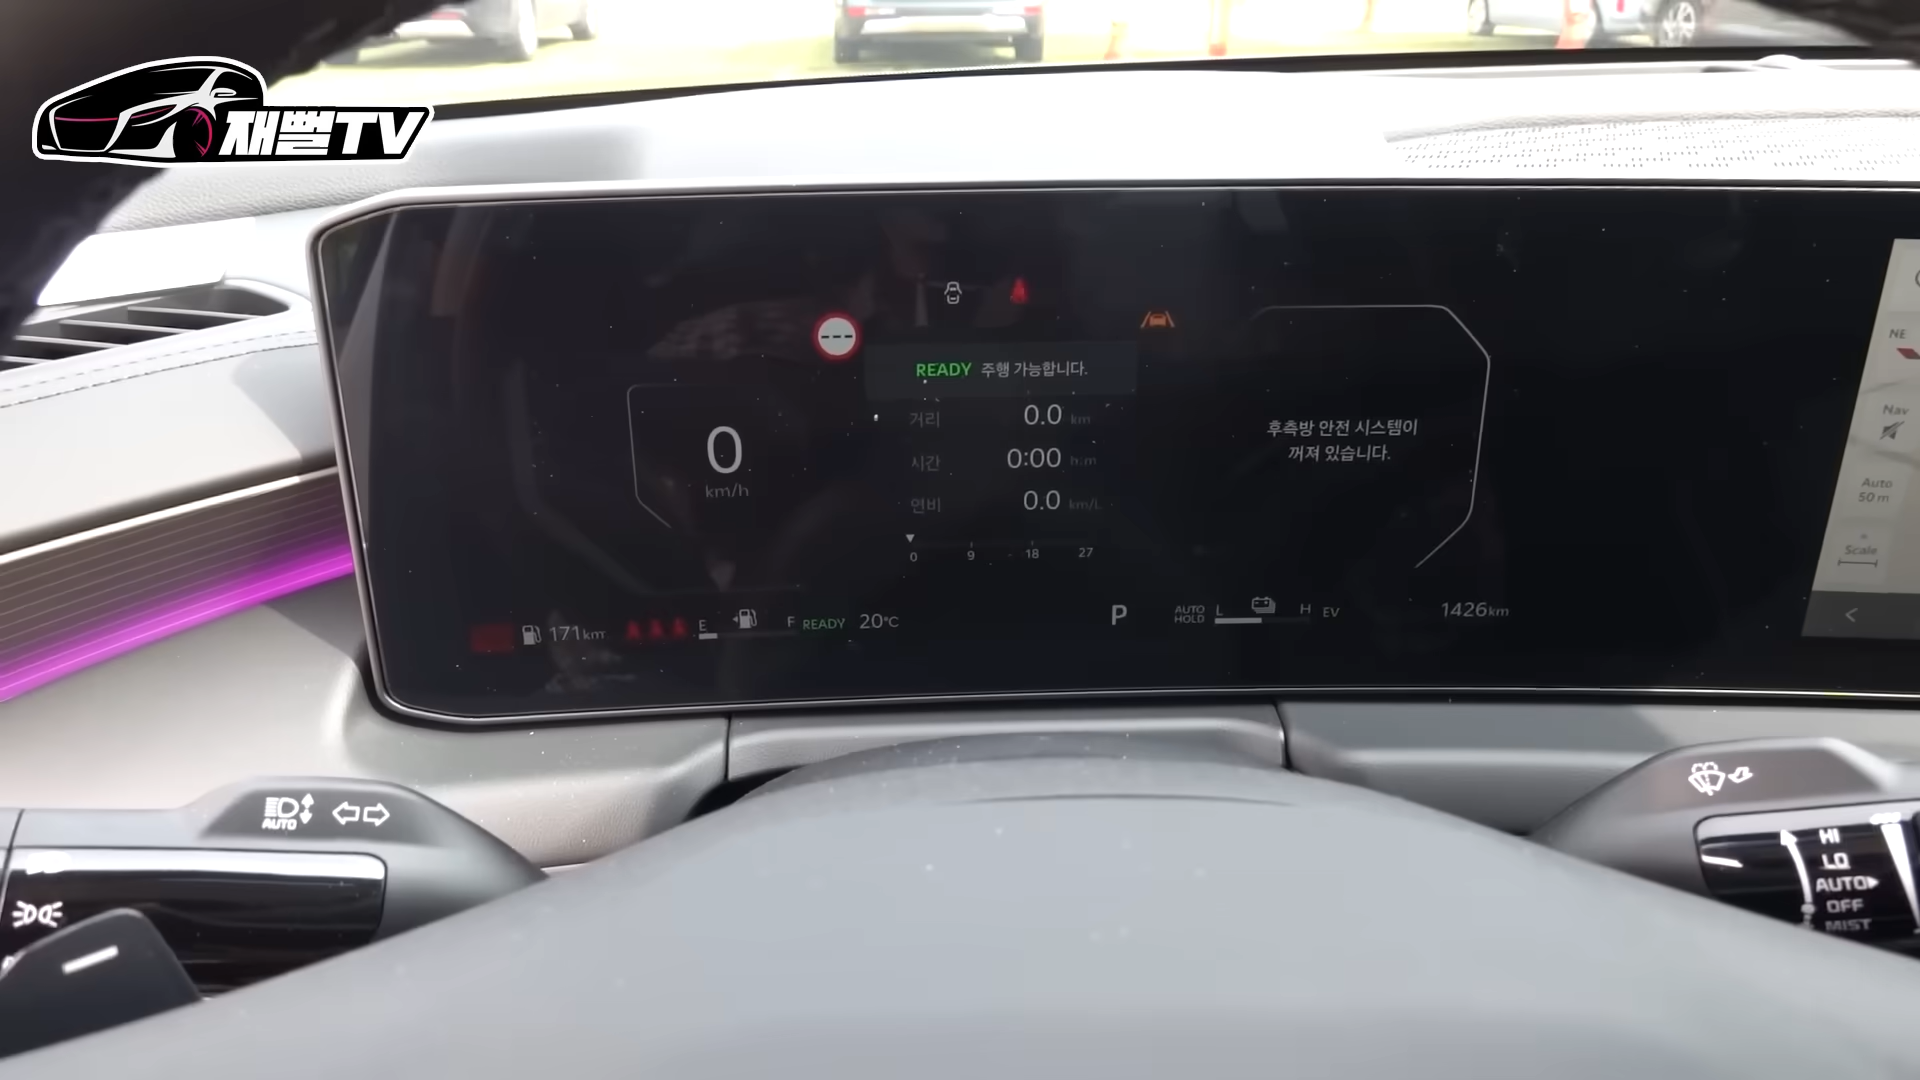 재뻘TV
READY 주행 가능합니다.
거리 0.0 km
시간 0:00 h:m
연비 0.0 km/L
0 9 18 27
0
km/h
후측방 안전 시스템이
꺼져 있습니다.
171km
E F READY 20°C
P AUTO HOLD L H EV
1426km
NE
Nav
Auto
50 m
Scale
AUTO
HI
LO
AUTO
OFF
MIST